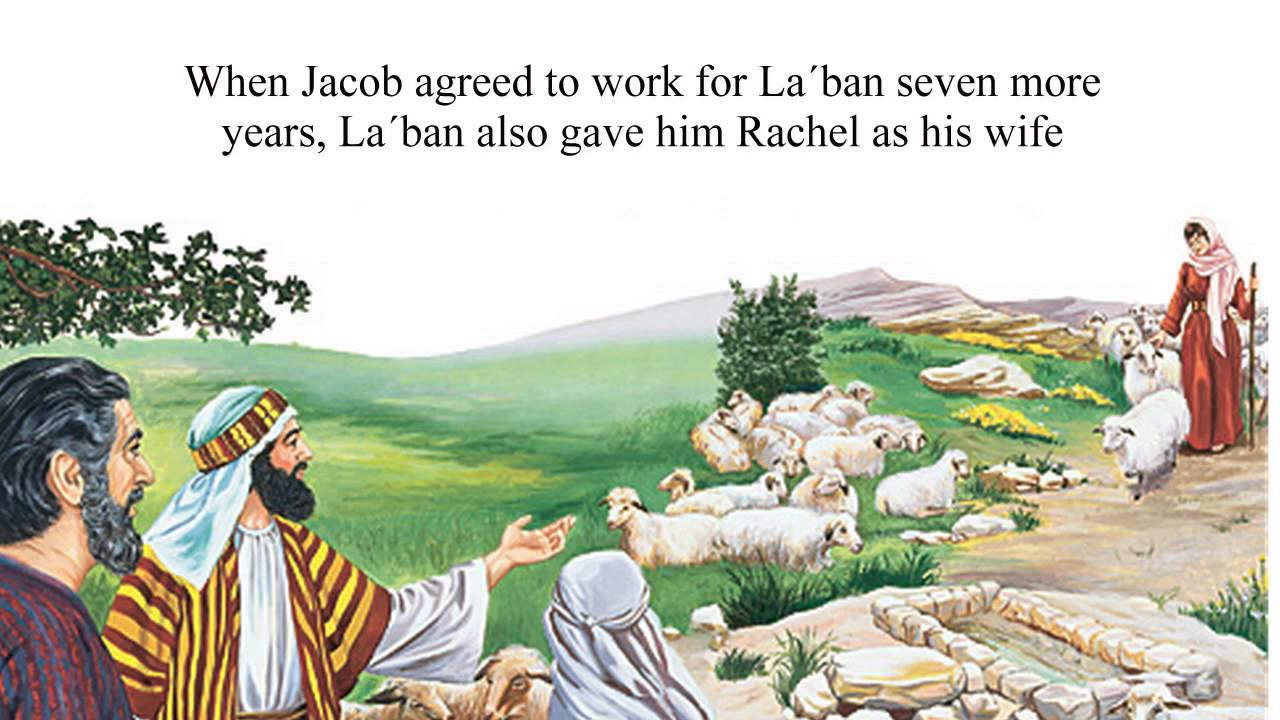 When Jacob agreed to work for La´ban seven more
years, La´ban also gave him Rachel as his wife